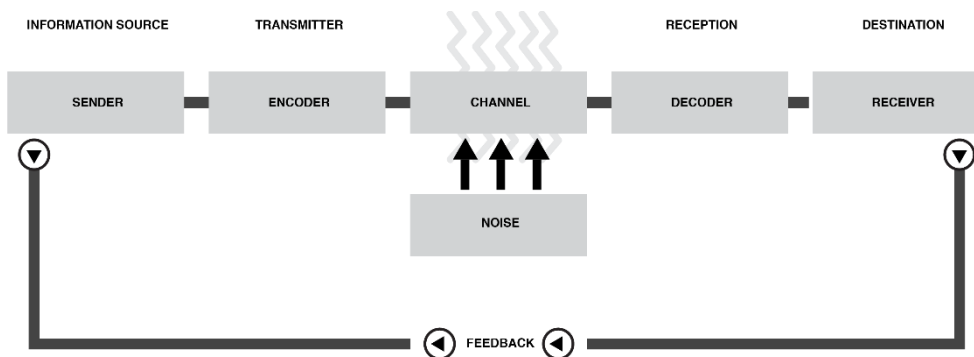 INFORMATION SOURCE
TRANSMITTER
RECEPTION
DESTINATION
SENDER
ENCODER
CHANNEL
DECODER
RECEIVER
NOISE
FEEDBACK